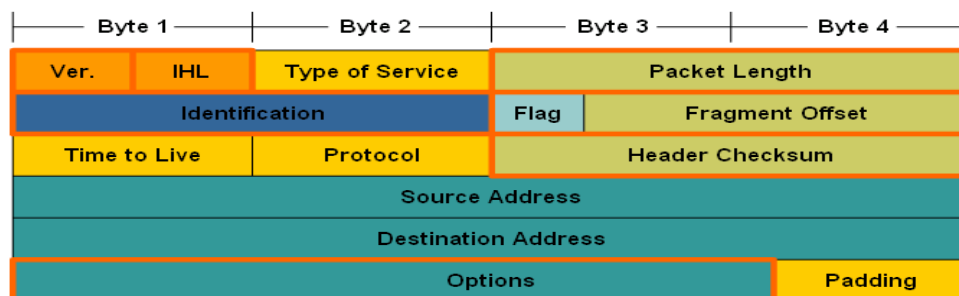 Byte 1 Byte 2 Byte 3 Byte 4
Ver. IHL Type of Service Packet Length
Identification Flag Fragment Offset
Time to Live Protocol Header Checksum
Source Address
Destination Address
Options Padding